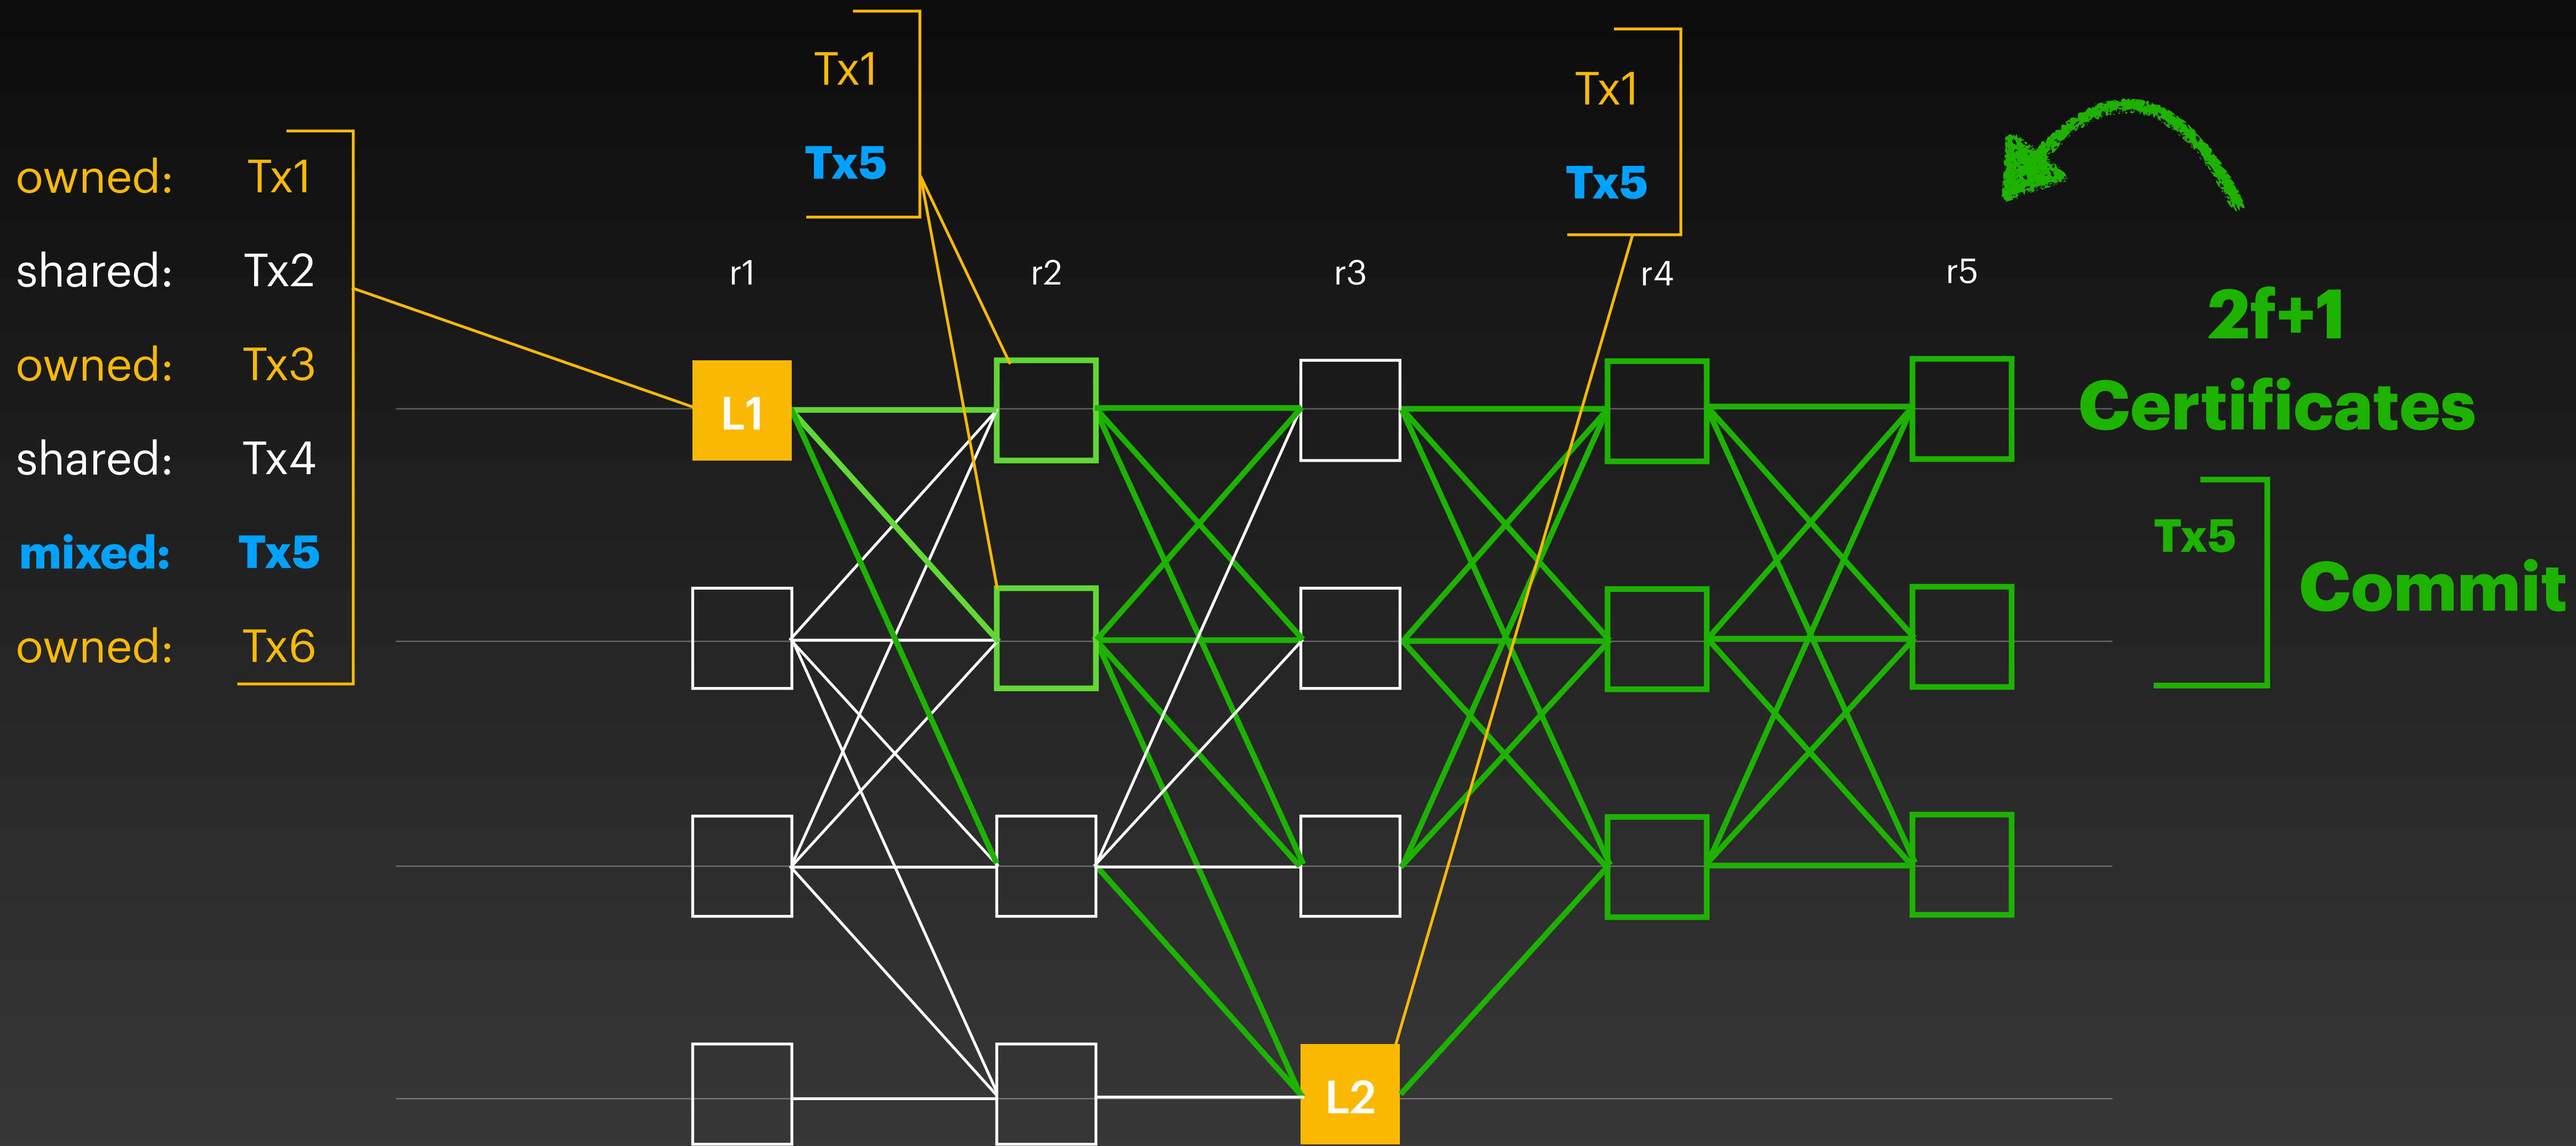 owned: Tx1
shared: Tx2
owned: Tx3
shared: Tx4
mixed: Tx5
owned: Tx6
Tx1
Tx5
Tx1
Tx5
r1 r2 r3 r4 r5
L1
L2
2f+1
Certificates
Tx5
Commit